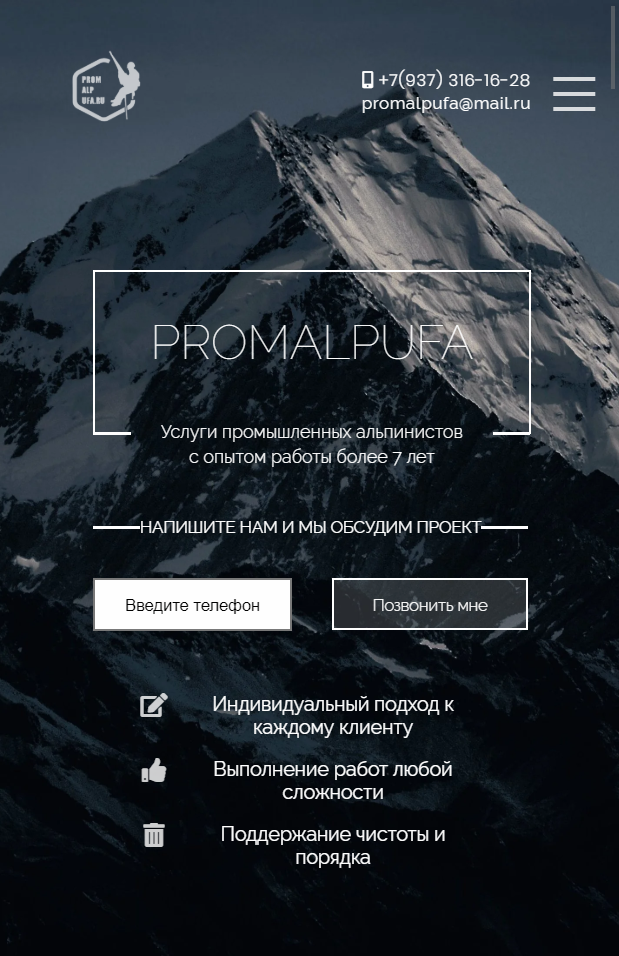 PROM
ALP
UFA.RU
+7(937) 316-16-28
promalpufa@mail.ru
PROMALPUFA
Услуги промышленных альпинистов
с опытом работы более 7 лет
НАПИШИТЕ НАМ И МЫ ОБСУДИМ ПРОЕКТ
Введите телефон
Позвонить мне
Индивидуальный подход к
каждому клиенту
Выполнение работ любой
сложности
Поддержание чистоты и
порядка